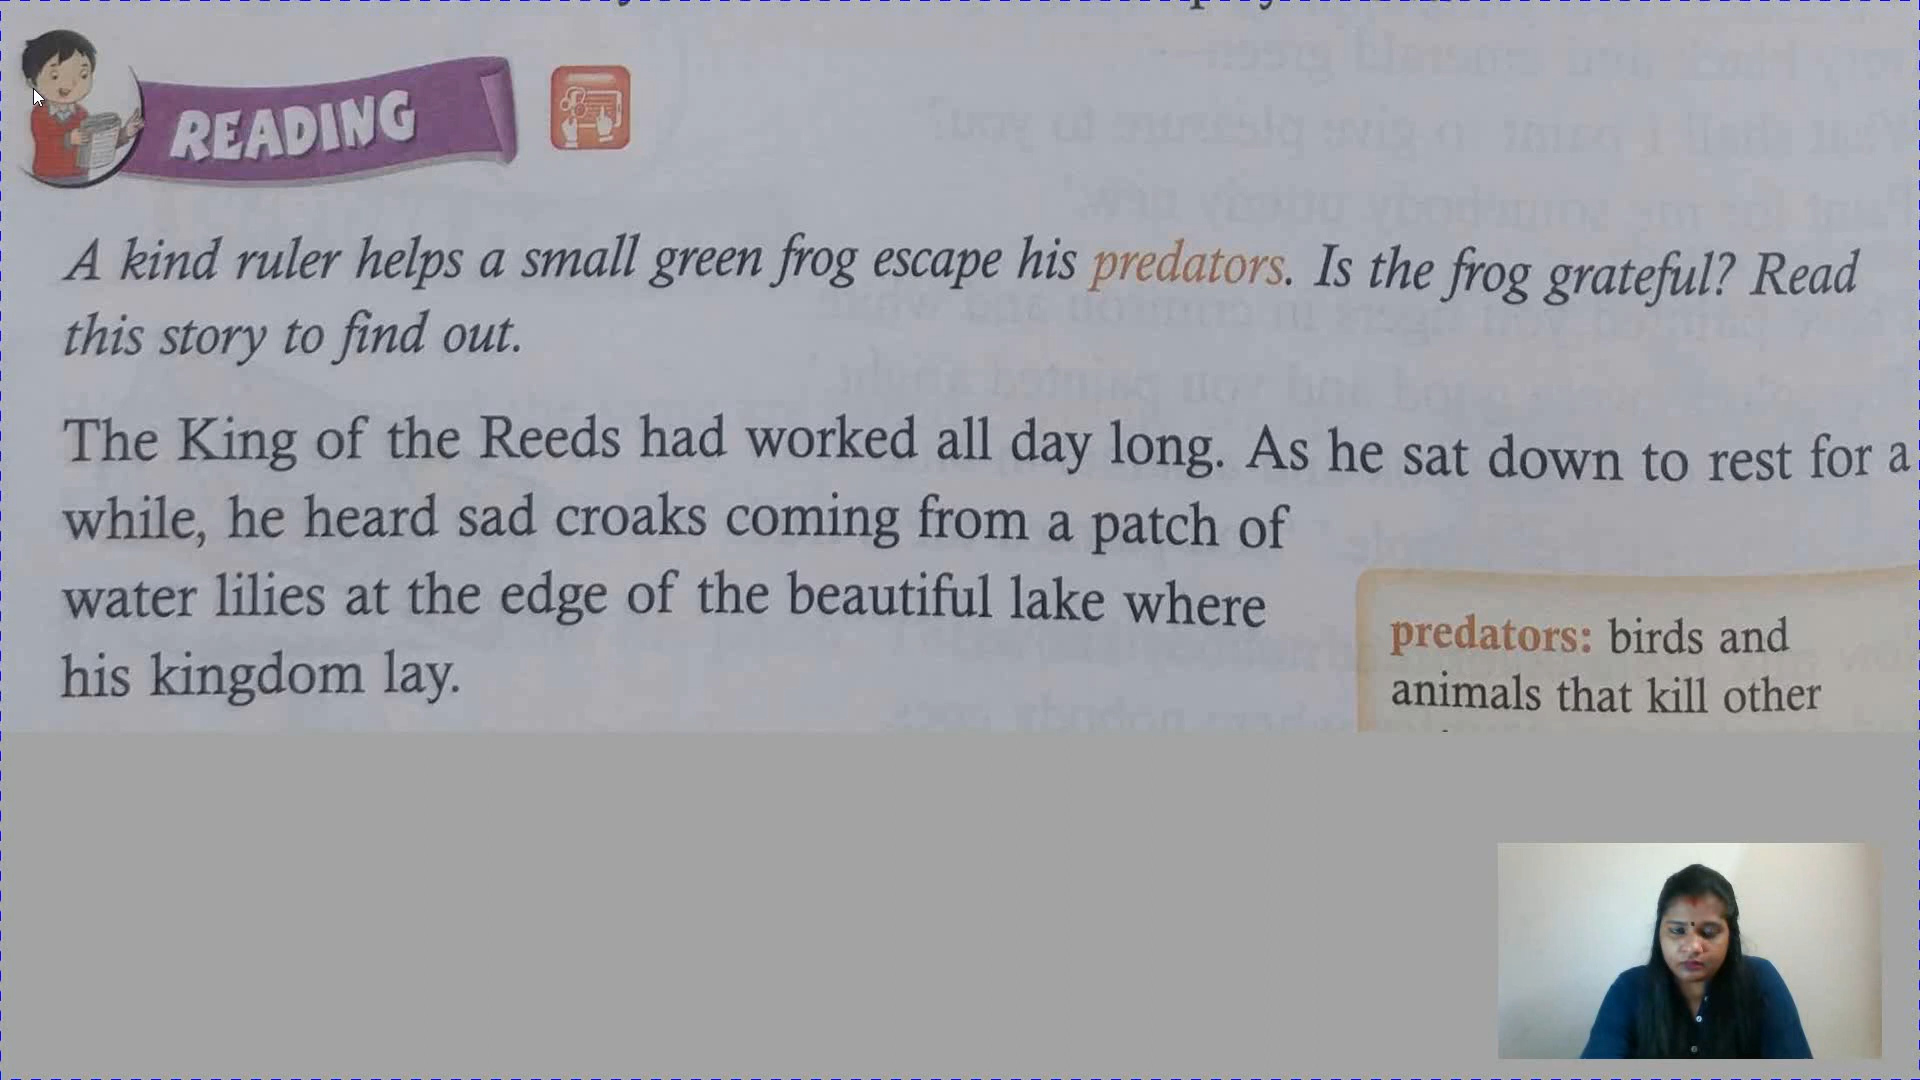 READING
A kind ruler helps a small green frog escape his predators. Is the frog grateful? Read
this story to find out.
The King of the Reeds had worked all day long. As he sat down to rest for a
while, he heard sad croaks coming from a patch of
water lilies at the edge of the beautiful lake where
his kingdom lay.
predators: birds and
animals that kill other